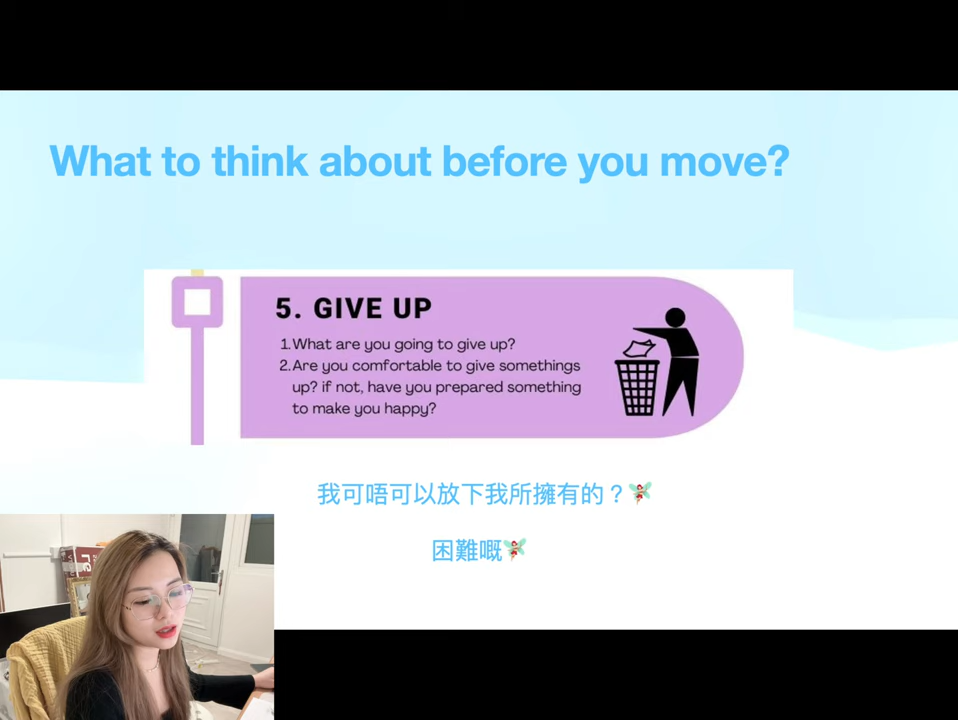 What to think about before you move?
5. GIVE UP
1.What are you going to give up?
2.Are you comfortable to give somethings
up? if not, have you prepared something
to make you happy?
我可唔可以放下我所擁有的？🧚
困難嘅🧚